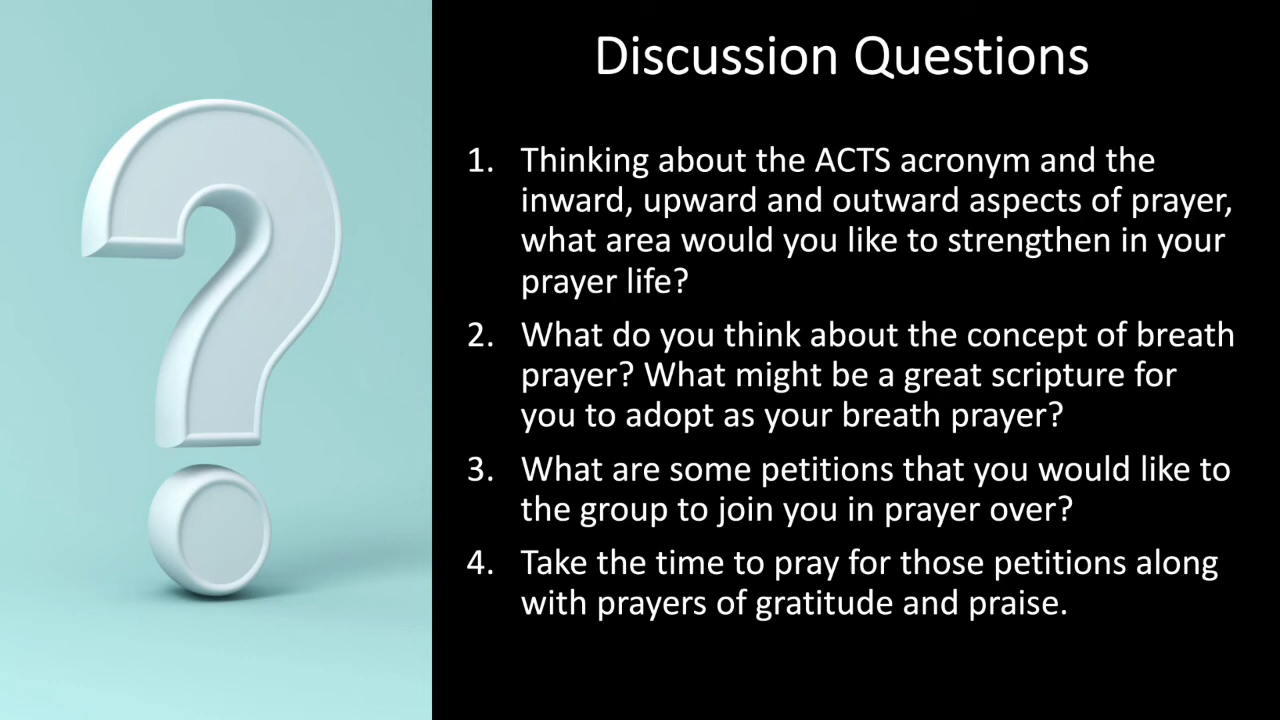 Discussion Questions
1. Thinking about the ACTS acronym and the
inward, upward and outward aspects of prayer,
what area would you like to strengthen in your
prayer life?
2. What do you think about the concept of breath
prayer? What might be a great scripture for
you to adopt as your breath prayer?
3. What are some petitions that you would like to
the group to join you in prayer over?
4. Take the time to pray for those petitions along
with prayers of gratitude and praise.